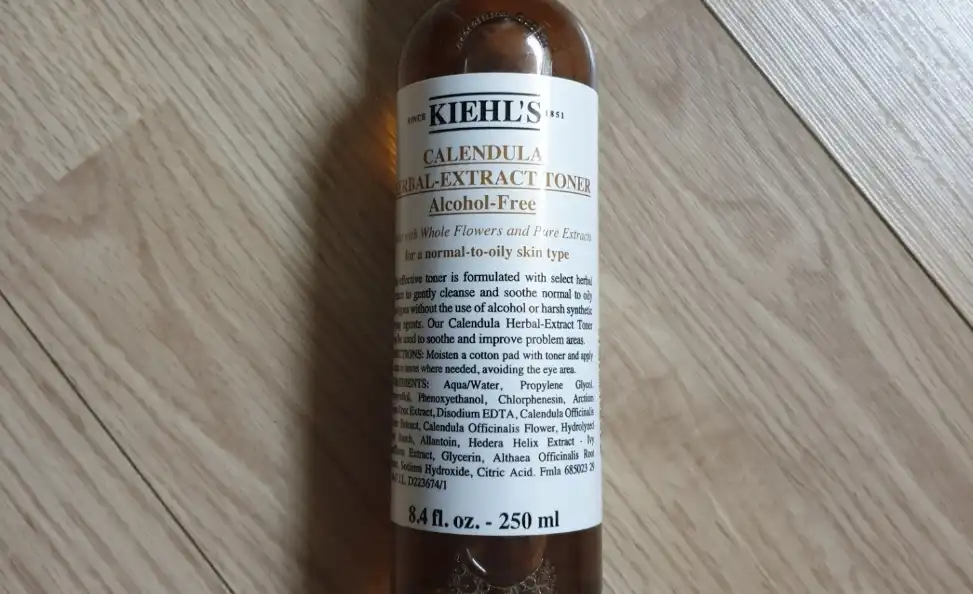 SINCE KIEHL'S 1851
CALENDULA
ERBAL-EXTRACT TONER
Alcohol-Free
with Whole Flowers and Pure Extracts
for a normal-to-oily skin type
effective toner is formulated with select herbal
to gently cleanse and soothe normal to oily
without the use of alcohol or harsh synthetic
agents. Our Calendula Herbal-Extract Toner
be used to soothe and improve problem areas.
CTIONS: Moisten a cotton pad with toner and apply
where needed, avoiding the eye area.
EDIENTS: Aqua/Water, Propylene Glycol,
Phenoxyethanol, Chlorphenesin, Arctium
Extract, Disodium EDTA, Calendula Officinalis
Extract, Calendula Officinalis Flower, Hydrolyzed
Starch, Allantoin, Hedera Helix Extract - Ivy
Extract, Glycerin, Althaea Officinalis Root
Sodium Hydroxide, Citric Acid. Fmla 685023 29
I.L. D223674/1
8.4 fl. oz. - 250 ml